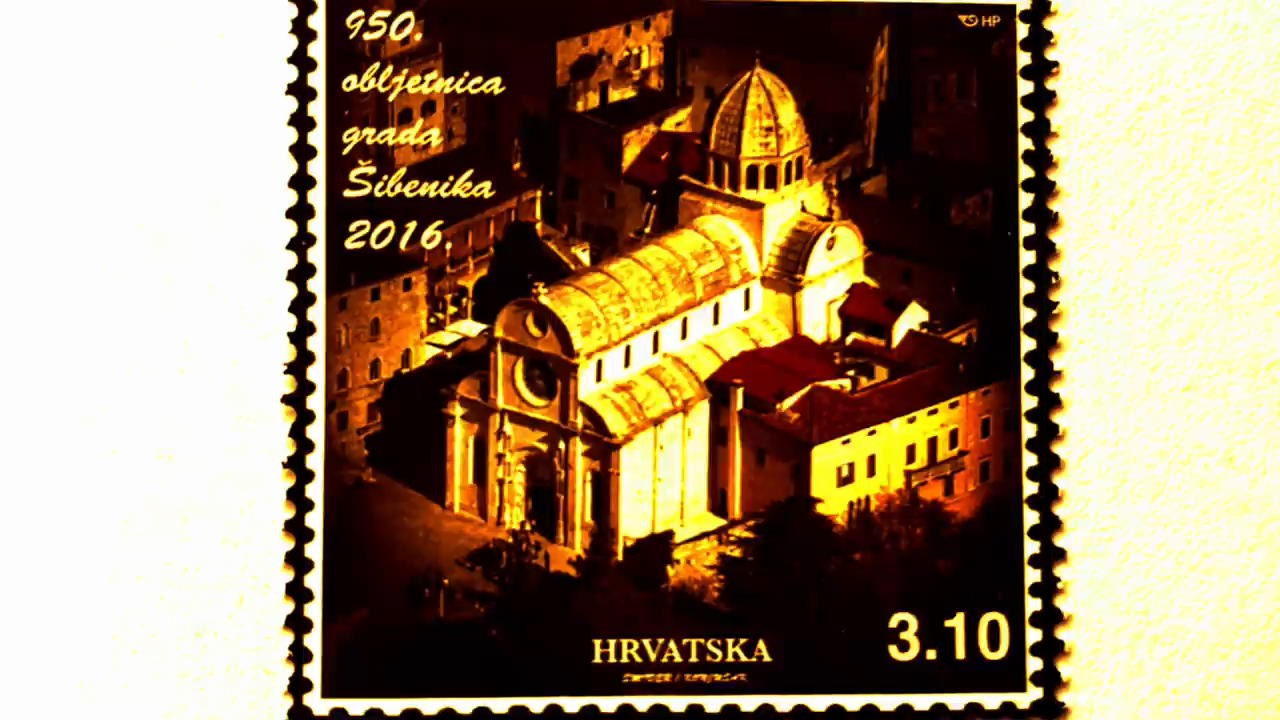 950.
obljetnica
grada
Šibenika
2016.
HP
HRVATSKA
3.10